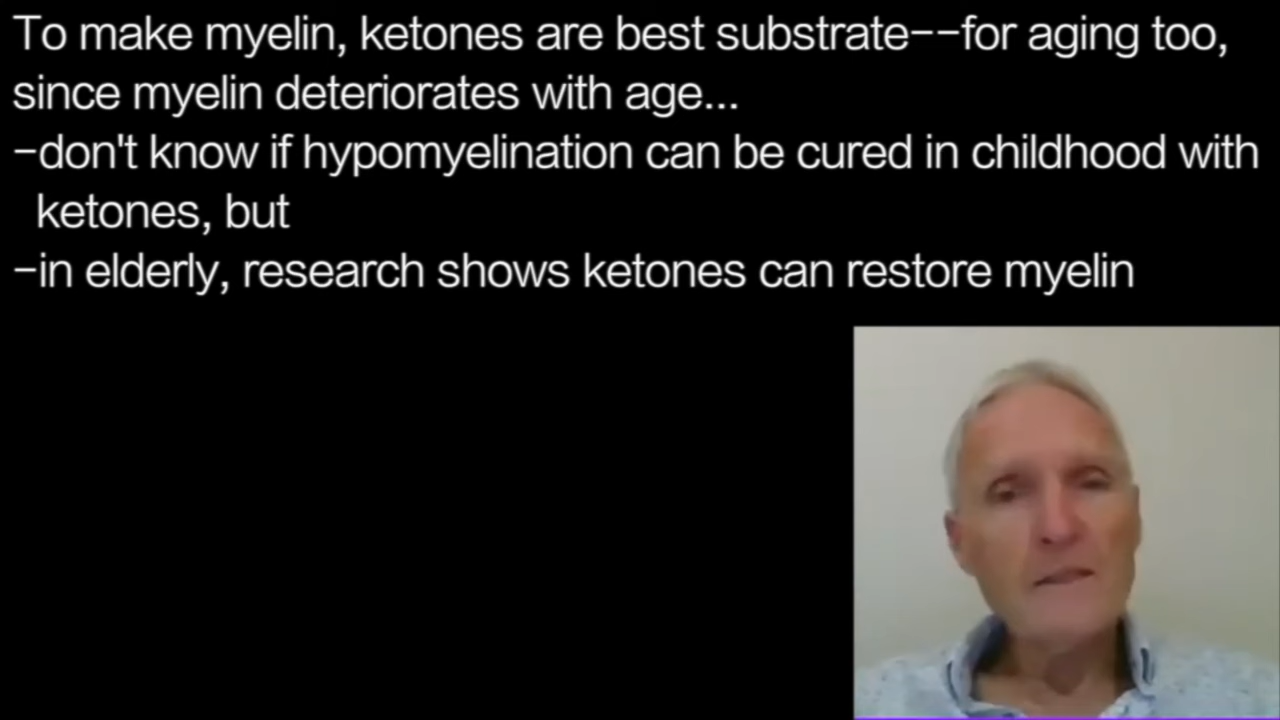 To make myelin, ketones are best substrate--for aging too,
since myelin deteriorates with age...
-don't know if hypomyelination can be cured in childhood with
ketones, but
-in elderly, research shows ketones can restore myelin